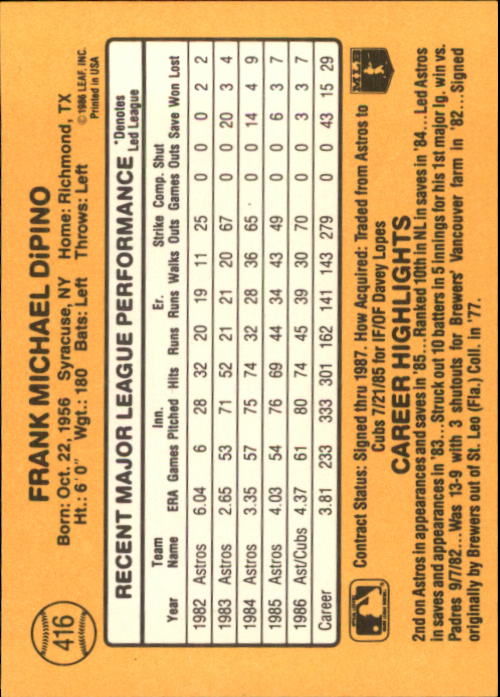 416
FRANK MICHAEL DiPINO
Born: Oct. 22, 1956 Syracuse, NY Home: Richmond, TX
Ht.: 6'0" Wgt.: 180 Bats: Left Throws: Left
© 1986 LEAF, INC.
Printed in USA
RECENT MAJOR LEAGUE PERFORMANCE
*Denotes
Led League
Team Inn. Er. Strike Comp. Shut
Year Name ERA Games Pitched Hits Runs Runs Walks Outs Games Outs Save Won Lost
1982 Astros 6.04 6 28 32 20 19 11 25 0 0 0 2 2
1983 Astros 2.65 53 71 52 21 21 20 67 0 0 20 3 4
1984 Astros 3.35 57 75 74 32 28 36 65 0 0 14 4 9
1985 Astros 4.03 54 76 69 44 34 43 49 0 0 6 3 7
1986 Ast/Cubs 4.37 61 80 74 45 39 30 70 0 0 3 3 7
Career 3.81 233 333 301 162 141 143 279 0 0 43 15 29
Contract Status: Signed thru 1987. How Acquired: Traded from Astros to
Cubs 7/21/85 for IF/OF Davey Lopes
MLB
CAREER HIGHLIGHTS
2nd on Astros in appearances and saves in '85...Ranked 10th in NL in saves in '84...Led Astros
in saves and appearances in '83...Struck out 10 batters in 5 innings for his 1st major lg. win vs.
Padres 9/7/82...Was 13-9 with 3 shutouts for Brewers' Vancouver farm in '82...Signed
originally by Brewers out of St. Leo (Fla.) Coll. in '77.